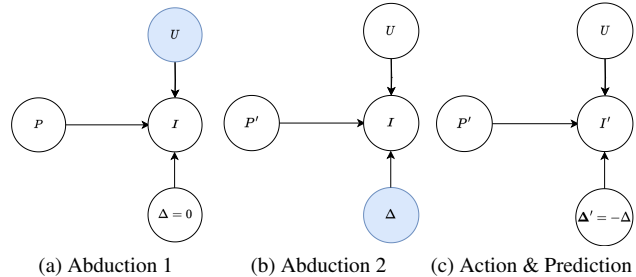 U U U
P I P′ I P′ I′
Δ = 0 Δ Δ′ = −Δ
(a) Abduction 1 (b) Abduction 2 (c) Action & Prediction